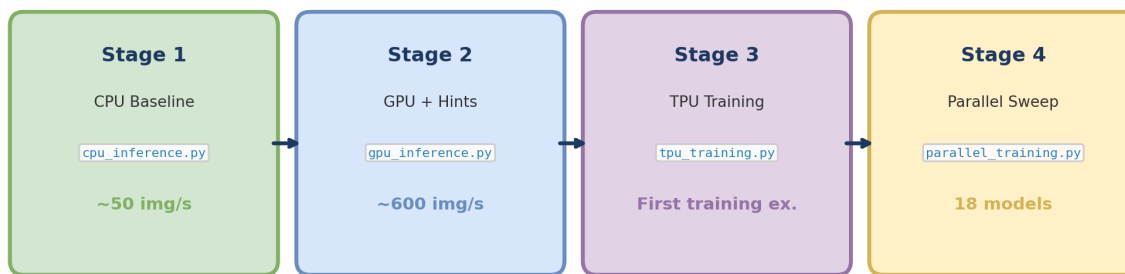 Stage 1
CPU Baseline
cpu_inference.py
~50 img/s
Stage 2
GPU + Hints
gpu_inference.py
~600 img/s
Stage 3
TPU Training
tpu_training.py
First training ex.
Stage 4
Parallel Sweep
parallel_training.py
18 models